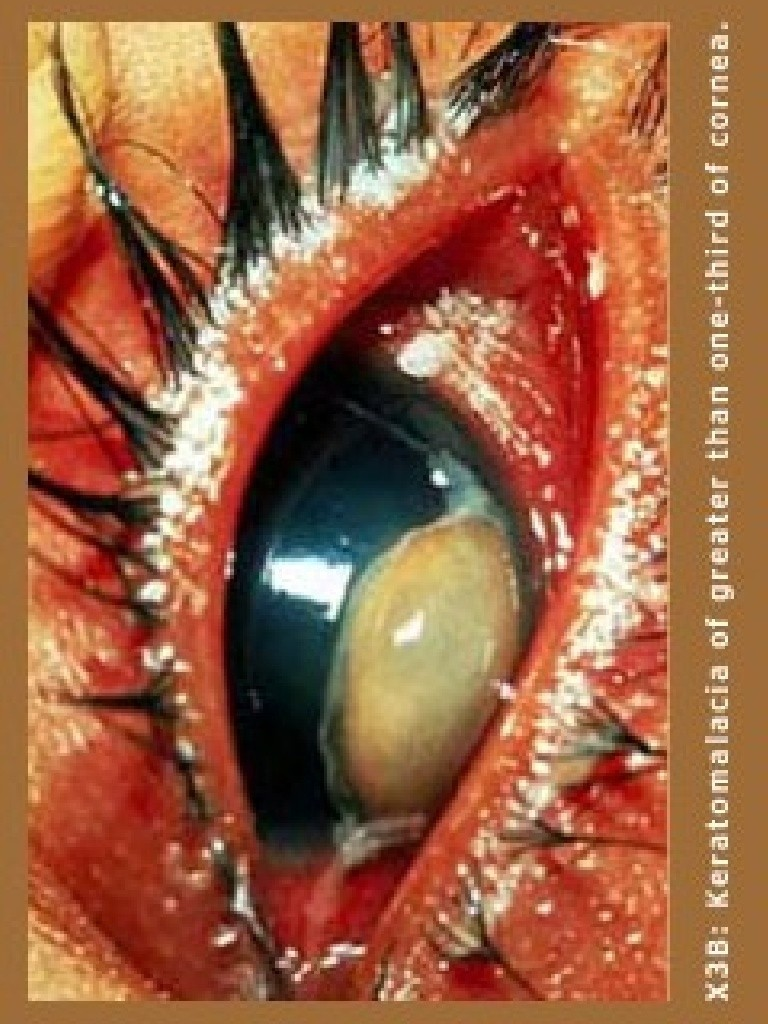 X3B: Keratomalacia of greater than one-third of cornea.